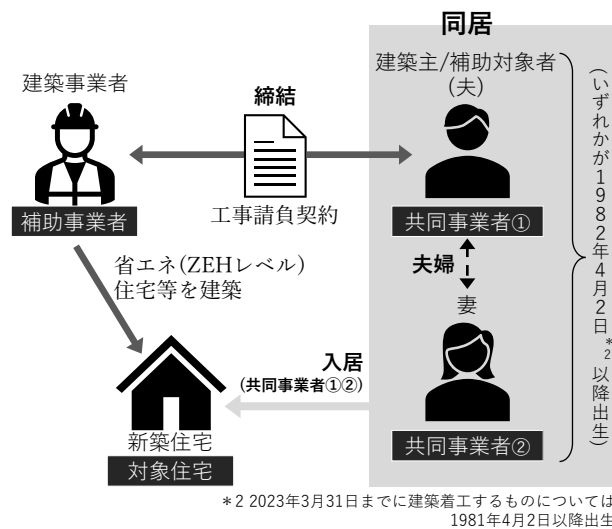 同居
建築主/補助対象者
(夫)
建築事業者
締結
補助事業者
工事請負契約
共同事業者①
(いずれかが1982年4月2日*2以降出生)
夫婦
省エネ(ZEHレベル)
住宅等を建築
妻
入居
(共同事業者①②)
共同事業者②
新築住宅
対象住宅
*2 2023年3月31日までに建築着工するものについては
1981年4月2日以降出生